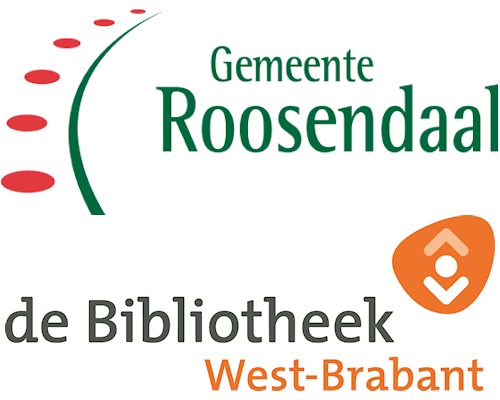 Gemeente
Roosendaal
de Bibliotheek
West-Brabant